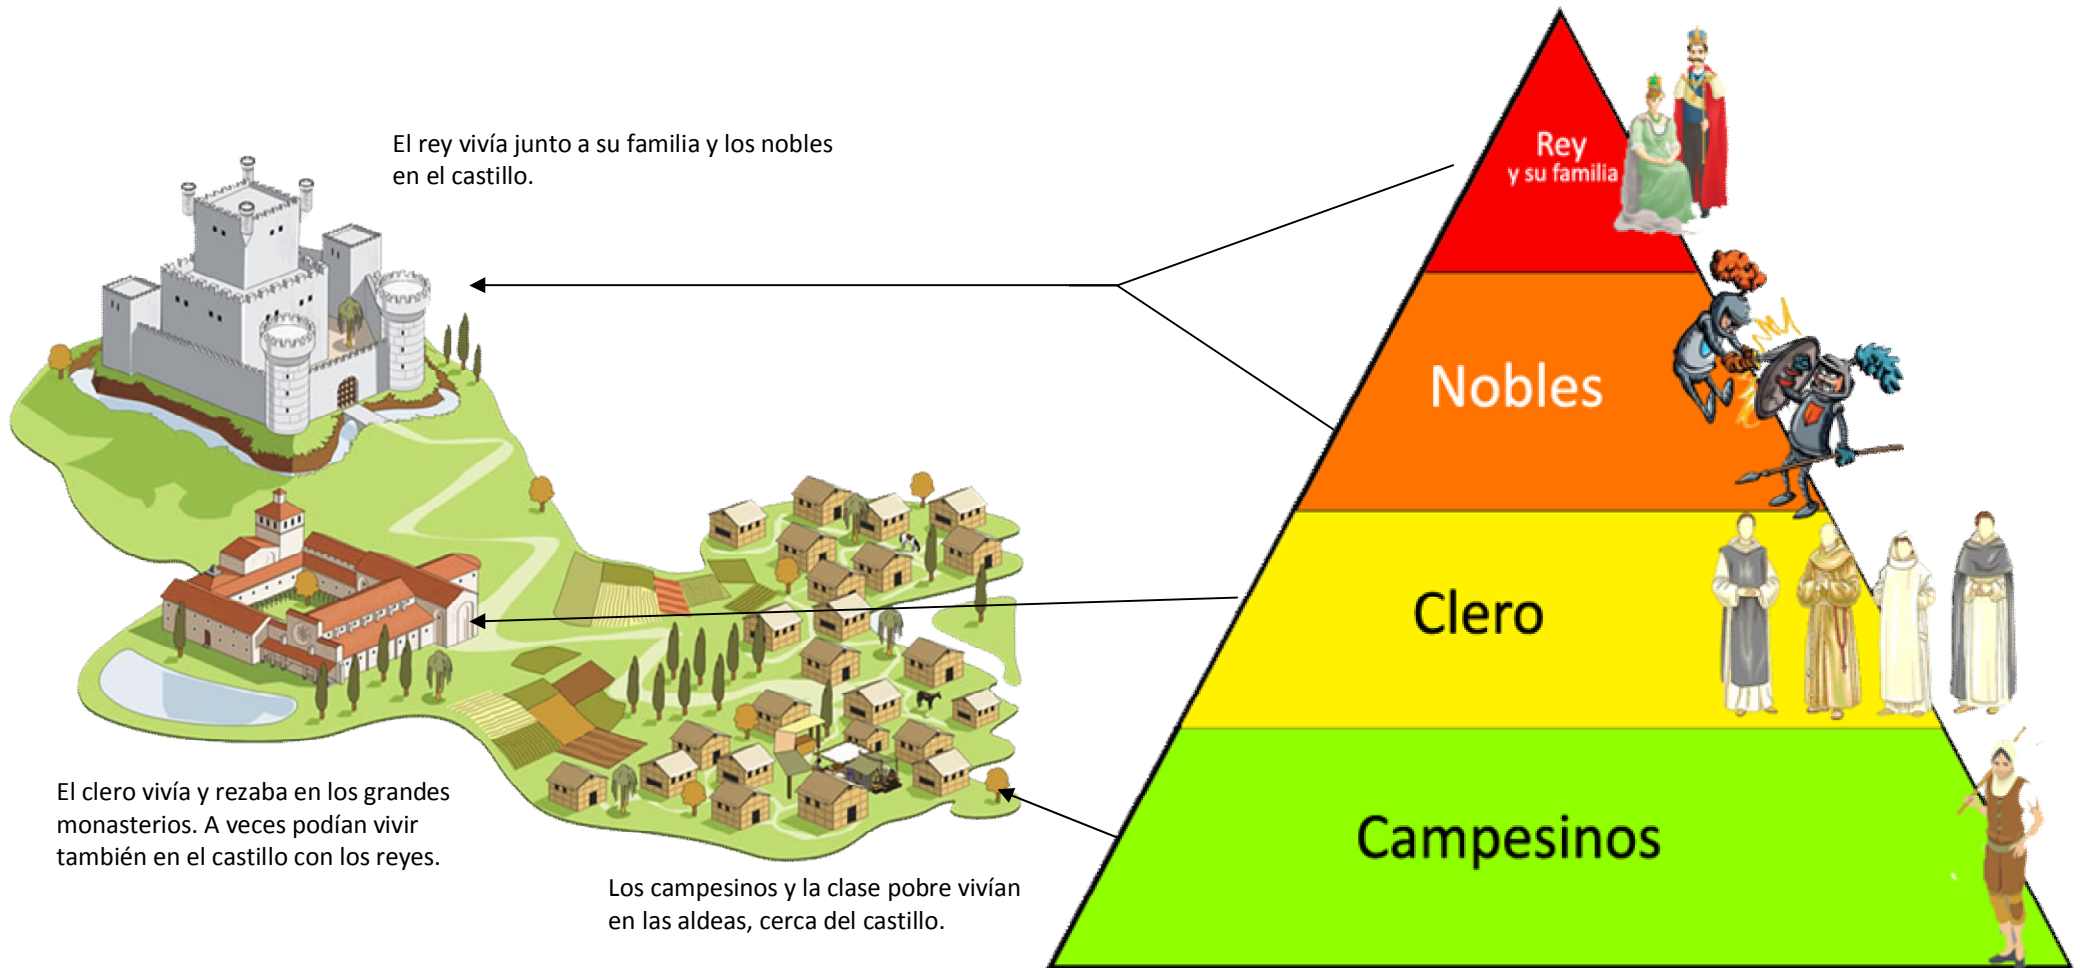 El rey vivía junto a su familia y los nobles
en el castillo.
Rey
y su familia
Nobles
Clero
Campesinos
El clero vivía y rezaba en los grandes
monasterios. A veces podían vivir
también en el castillo con los reyes.
Los campesinos y la clase pobre vivían
en las aldeas, cerca del castillo.